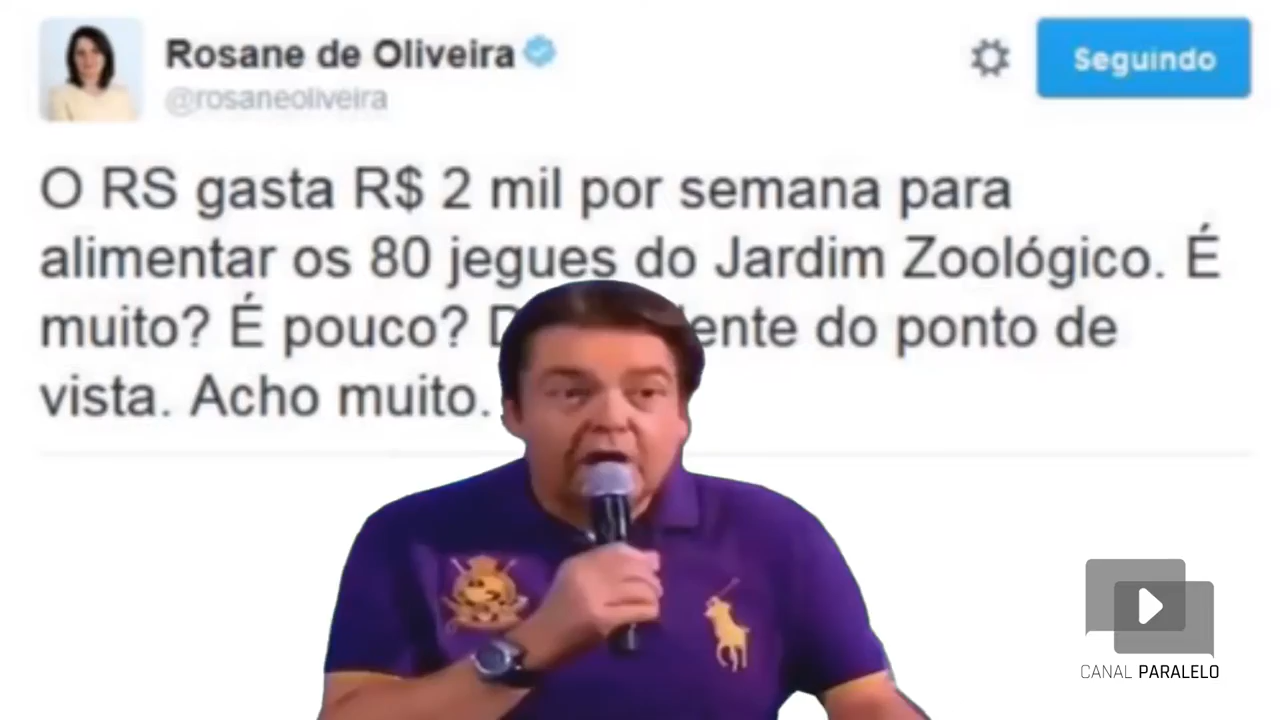 Rosane de Oliveira
@rosaneoliveira
Seguindo
O RS gasta R$ 2 mil por semana para
alimentar os 80 jegues do Jardim Zoológico. É
muito? É pouco? D ente do ponto de
vista. Acho muito.
CANAL PARALELO